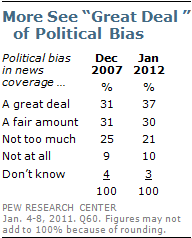 More See “Great Deal”
of Political Bias
Political bias Dec Jan
in news 2007 2012
coverage ... % %
A great deal 31 37
A fair amount 31 30
Not too much 25 21
Not at all 9 10
Don't know 4 3
100 100
PEW RESEARCH CENTER
Jan. 4-8, 2011. Q60. Figures may not
add to 100% because of rounding.